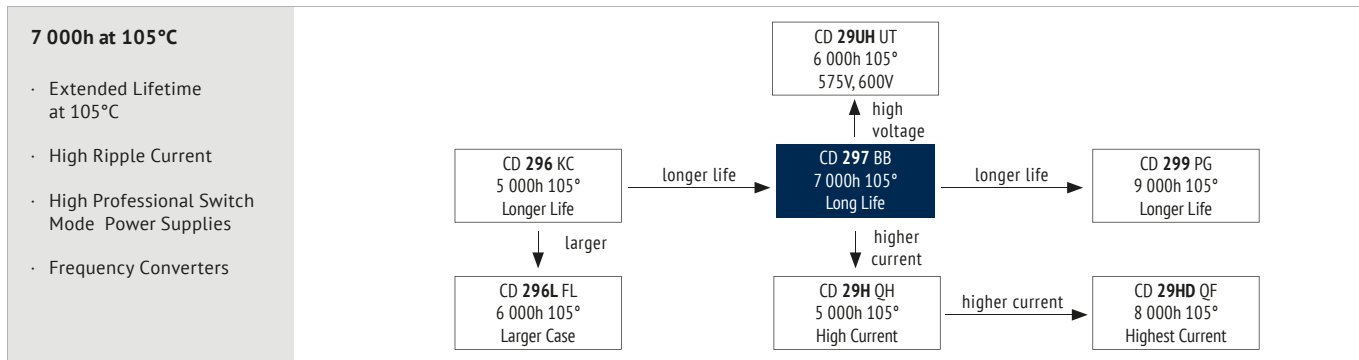 7 000h at 105°C
· Extended Lifetime
at 105°C
· High Ripple Current
· High Professional Switch
Mode Power Supplies
· Frequency Converters
CD 29UH UT
6 000h 105°
575V, 600V
high
voltage
CD 296 KC
5 000h 105°
Longer Life
longer life
CD 297 BB
7 000h 105°
Long Life
longer life
CD 299 PG
9 000h 105°
Longer Life
larger
higher
current
CD 296L FL
6 000h 105°
Larger Case
CD 29H QH
5 000h 105°
High Current
higher current
CD 29HD QF
8 000h 105°
Highest Current